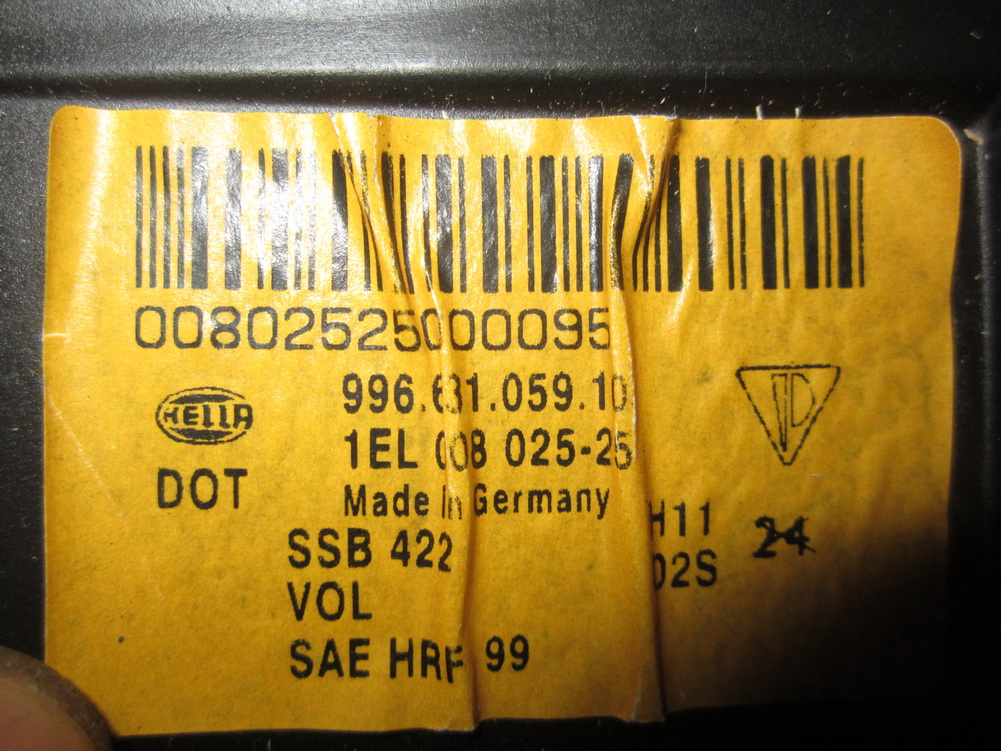 00802525000095
996.631.059.10
HELLA
1EL 008 025-25
DOT
Made In Germany
SSB 422
H11
24
VOL
D2S
SAE HRF 99